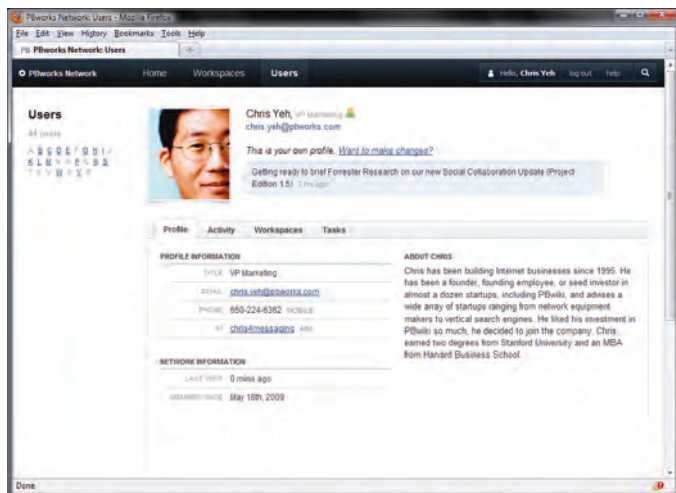 PBworks Network: Users - Mozilla Firefox
File Edit View History Bookmarks Tools Help
PB PBworks Network: Users
PBworks Network Home Workspaces Users Hello, Chris Yeh log out help
Users
All users
A B C D E F G H I J
K L M N O P Q R S
T U V W X Y Z
Chris Yeh, VP Marketing
chris.yeh@pbworks.com
This is your own profile. Want to make changes?
Getting ready to brief Forrester Research on our new Social Collaboration Update (Project
Edition 1.5)
Profile Activity Workspaces Tasks
PROFILE INFORMATION
TITLE VP Marketing
EMAIL chris.yeh@pbworks.com
PHONE 650-224-6362 MOBILE
IM chris4messaging AIM
NETWORK INFORMATION
LAST VISIT 0 mins ago
MEMBER SINCE May 18th, 2009
ABOUT CHRIS
Chris has been building Internet businesses since 1995. He
has been a founder, founding employee, or seed investor in
almost a dozen startups, including PBwiki, and advises a
wide array of startups ranging from network equipment
makers to vertical search engines. He liked his investment in
PBwiki so much, he decided to join the company. Chris
earned two degrees from Stanford University and an MBA
from Harvard Business School.
Done